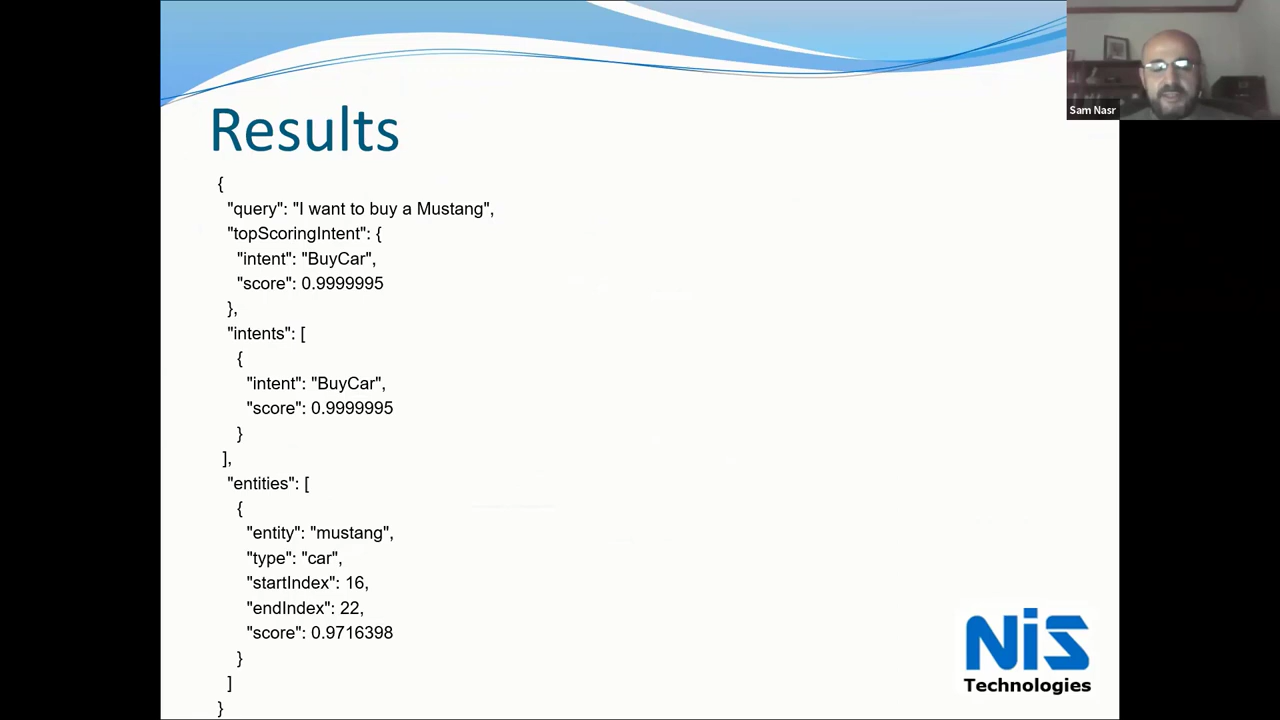 Sam Nasr
Results
{
"query": "I want to buy a Mustang",
"topScoringIntent": {
"intent": "BuyCar",
"score": 0.9999995
},
"intents": [
{
"intent": "BuyCar",
"score": 0.9999995
}
],
"entities": [
{
"entity": "mustang",
"type": "car",
"startIndex": 16,
"endIndex": 22,
"score": 0.9716398
}
]
}
NiS
Technologies